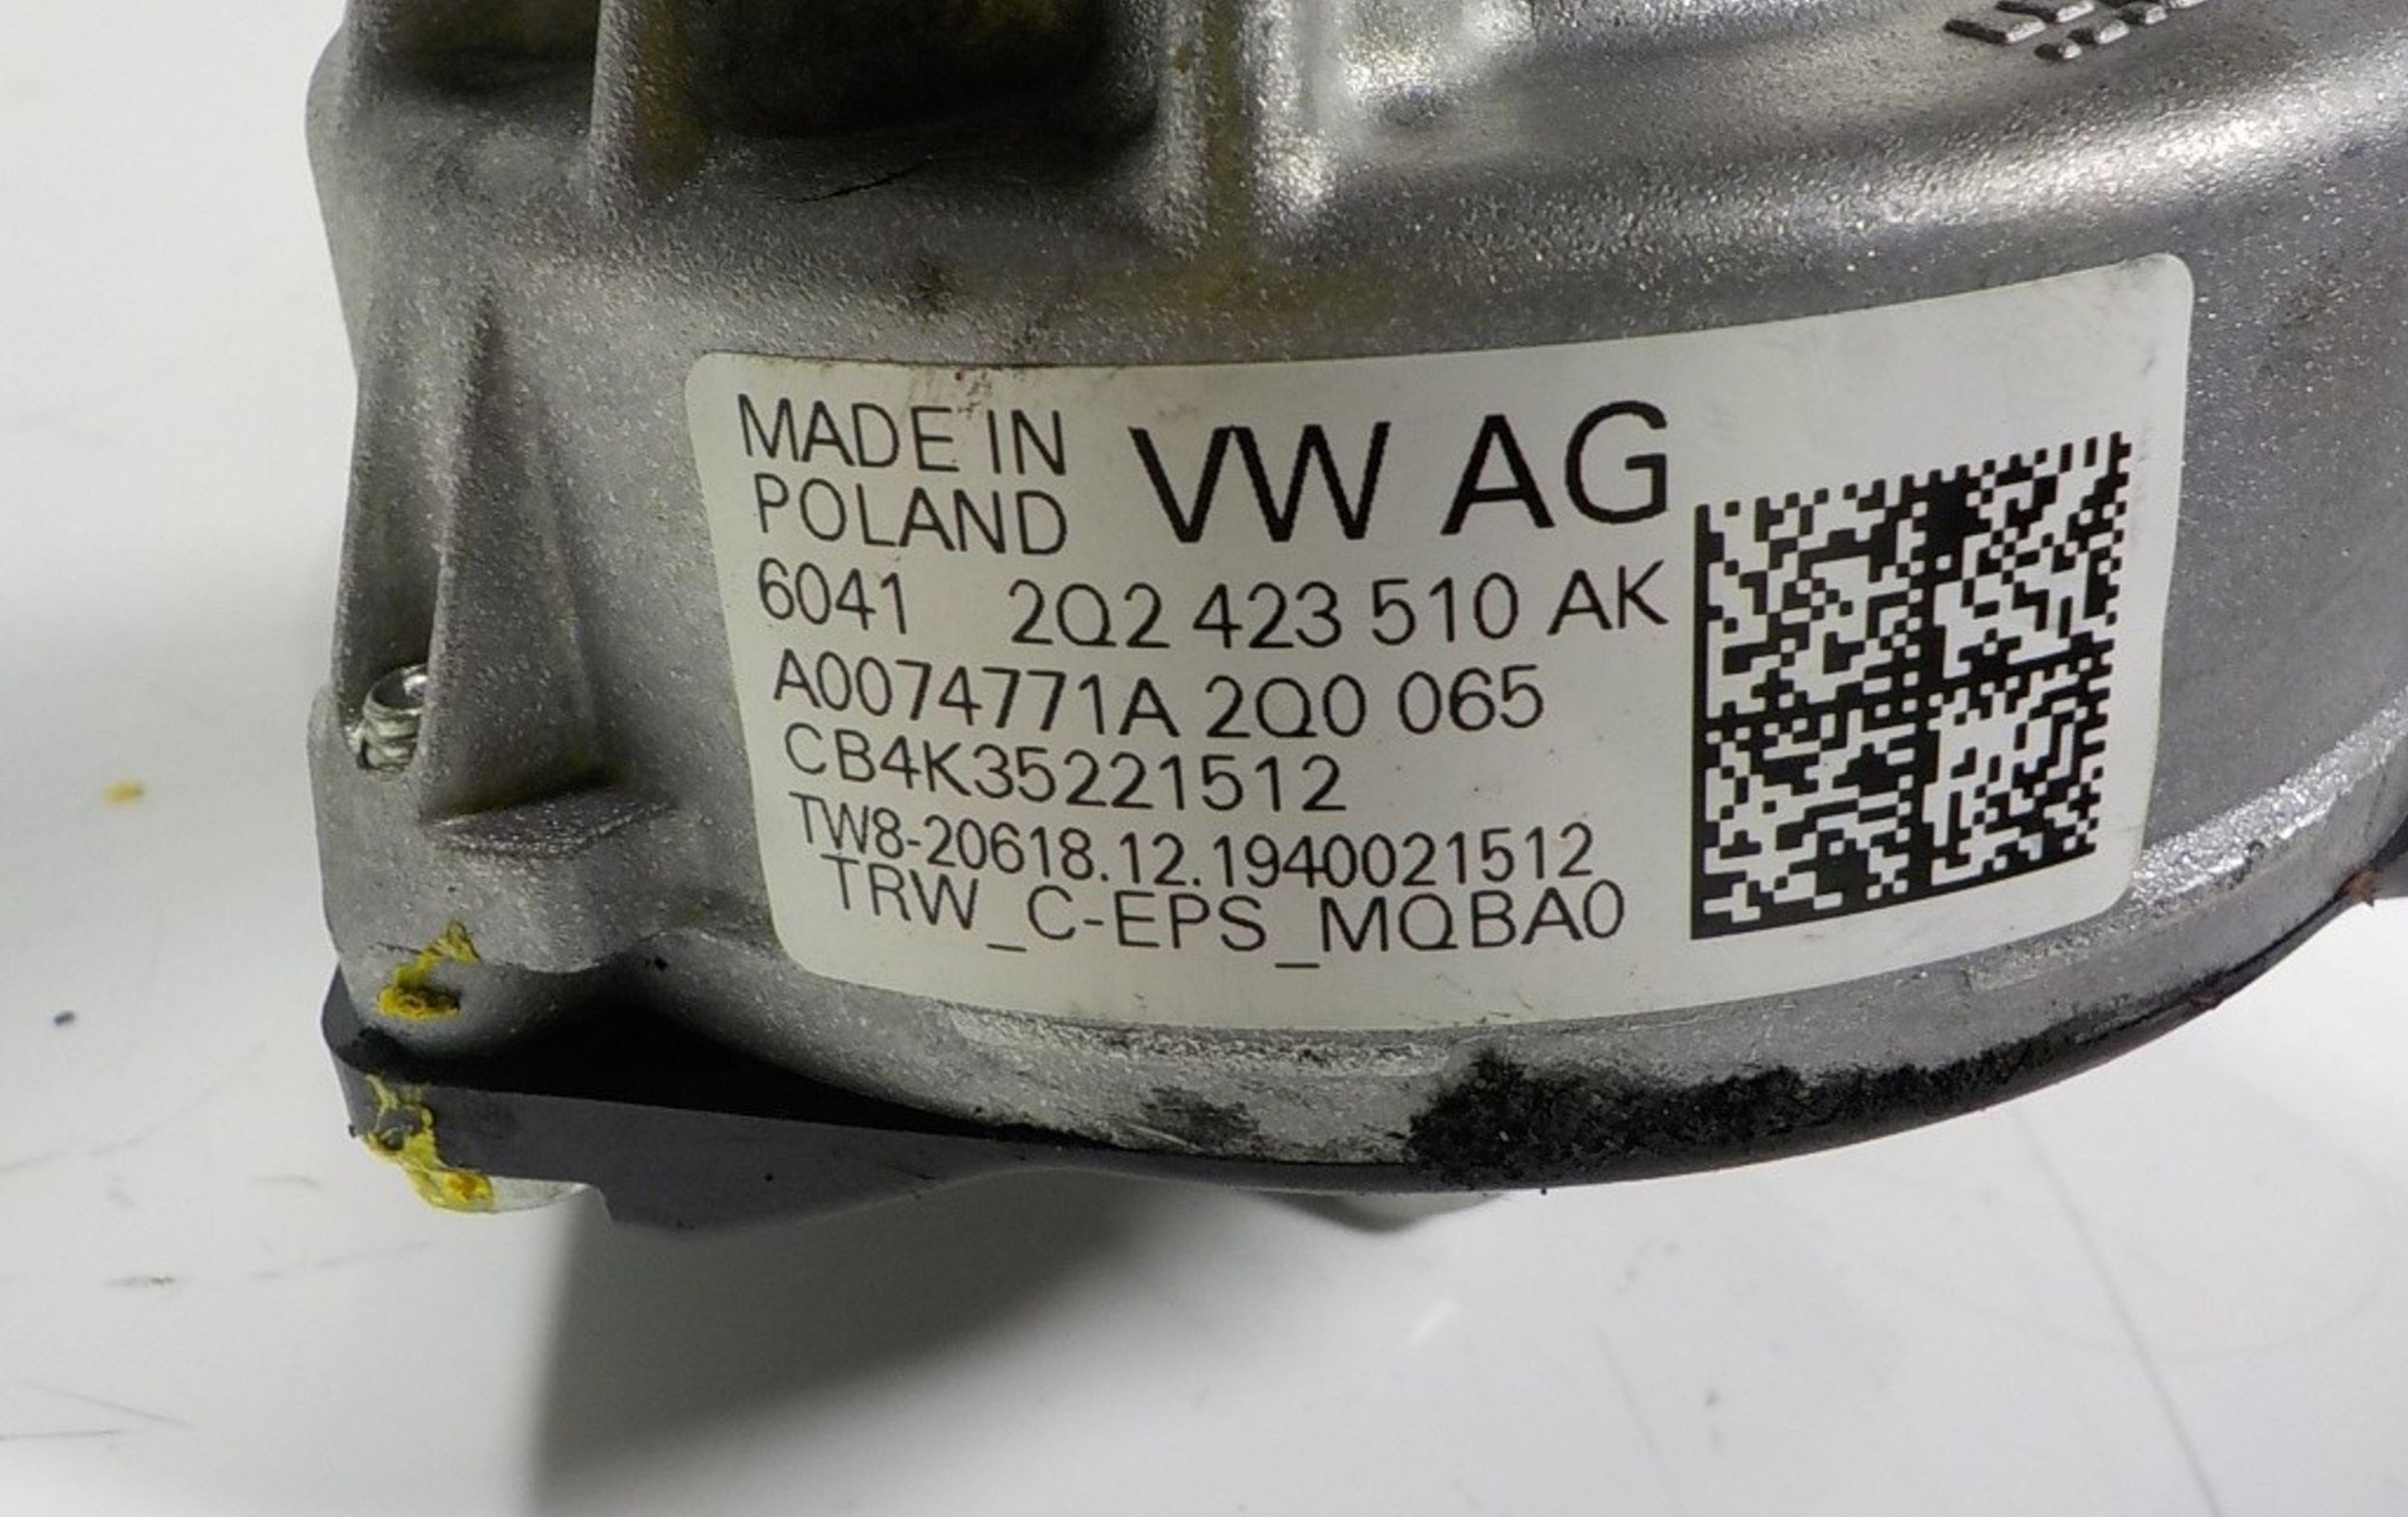 MADE IN
POLAND
VW AG
6041 2Q2 423 510 AK
A0074771A 2Q0 065
CB4K35221512
TW8-20618.12.1940021512
TRW_C-EPS_MQBA0